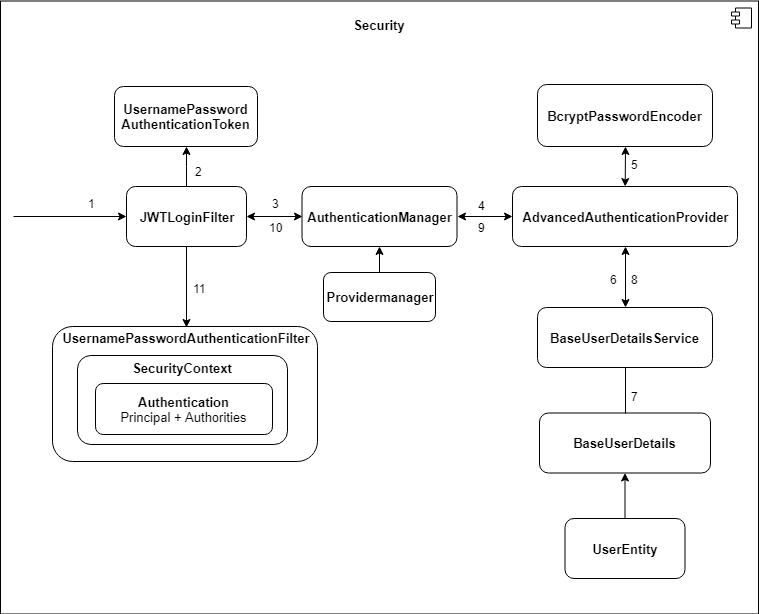 Security
UsernamePassword
AuthenticationToken
BcryptPasswordEncoder
2
5
1
JWTLoginFilter
3
10
AuthenticationManager
4
9
AdvancedAuthenticationProvider
Providermanager
11
6
8
UsernamePasswordAuthenticationFilter
SecurityContext
Authentication
Principal + Authorities
BaseUserDetailsService
7
BaseUserDetails
UserEntity